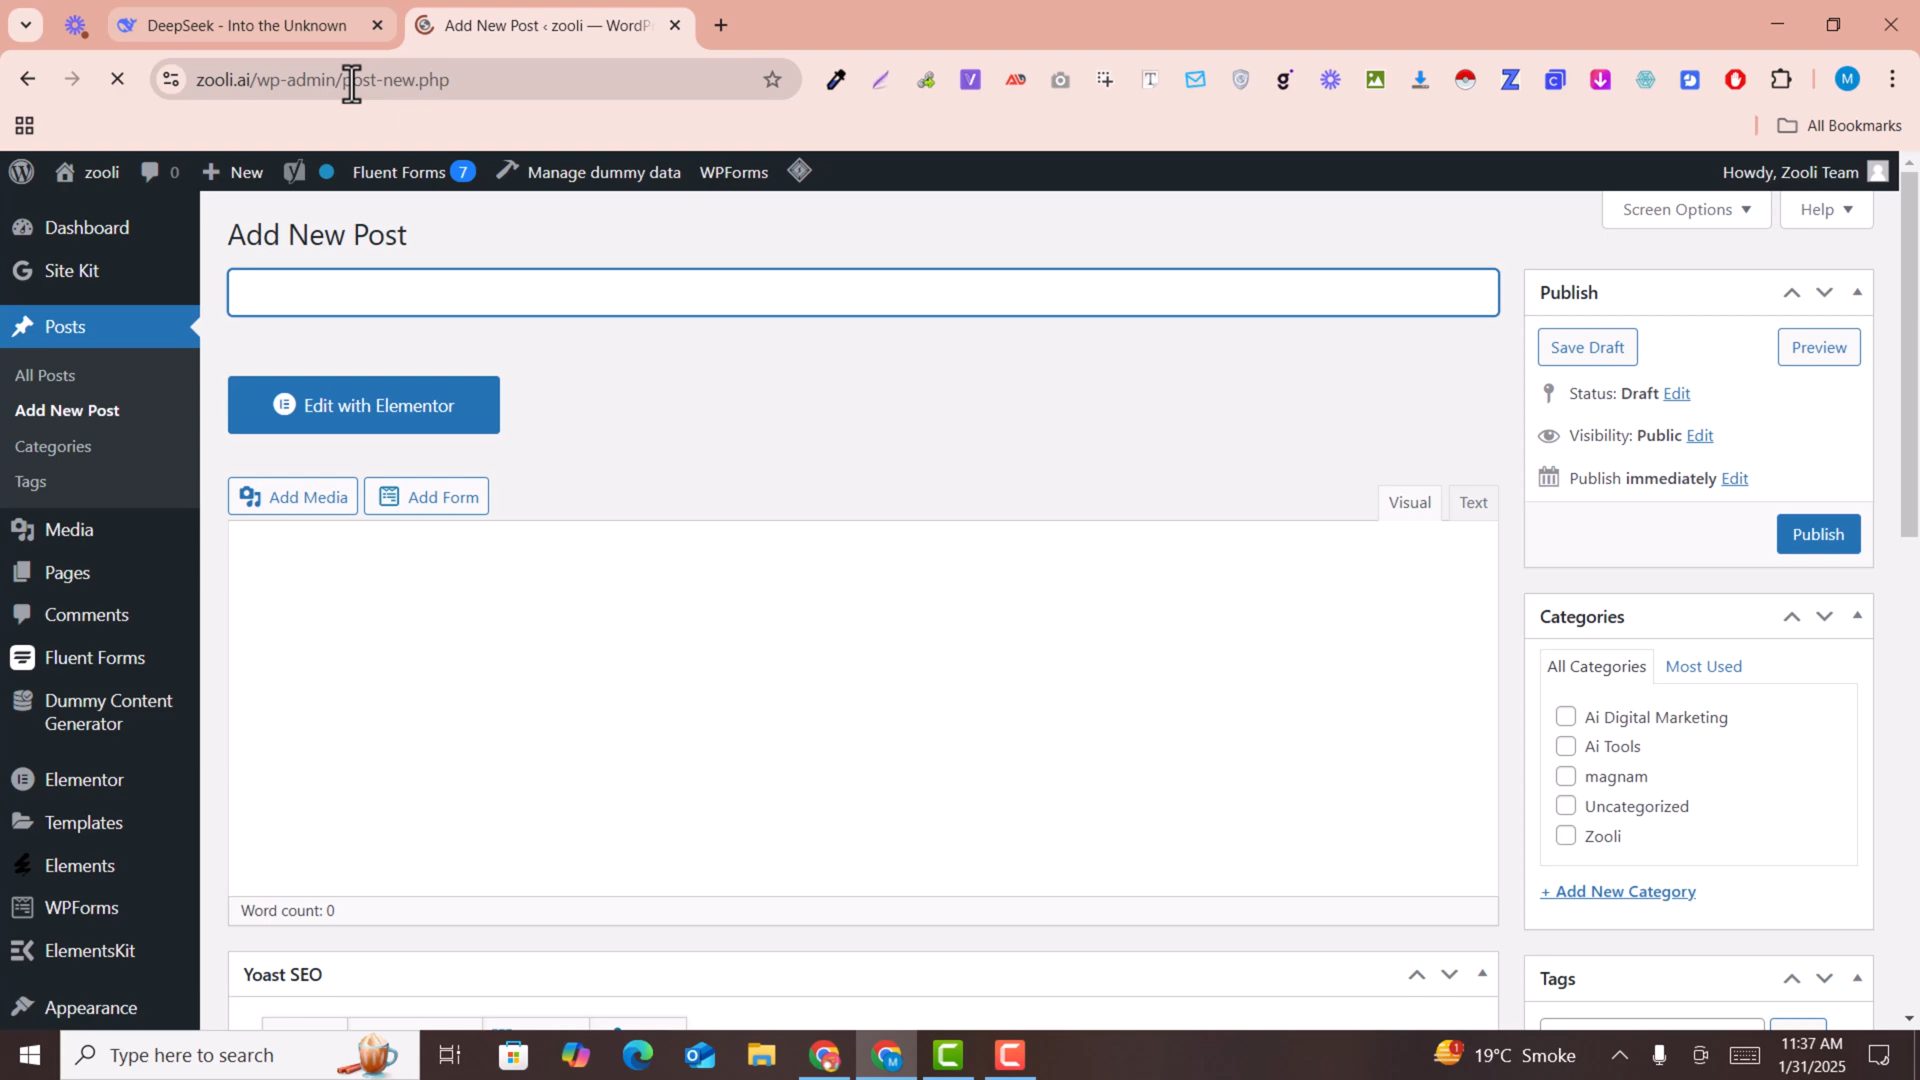 DeepSeek - Into the Unknown
Add New Post ‹ zooli — WordP
zooli.ai/wp-admin/post-new.php
All Bookmarks
zooli
0
New
Fluent Forms 7
Manage dummy data
WPForms
Howdy, Zooli Team
Screen Options
Help
Dashboard
Site Kit
Posts
All Posts
Add New Post
Categories
Tags
Media
Pages
Comments
Fluent Forms
Dummy Content
Generator
Elementor
Templates
Elements
WPForms
ElementsKit
Appearance
Add New Post
Edit with Elementor
Add Media
Add Form
Visual
Text
Word count: 0
Yoast SEO
Publish
Save Draft
Preview
Status: Draft Edit
Visibility: Public Edit
Publish immediately Edit
Publish
Categories
All Categories
Most Used
Ai Digital Marketing
Ai Tools
magnam
Uncategorized
Zooli
+ Add New Category
Tags
Type here to search
19°C Smoke
11:37 AM
1/31/2025